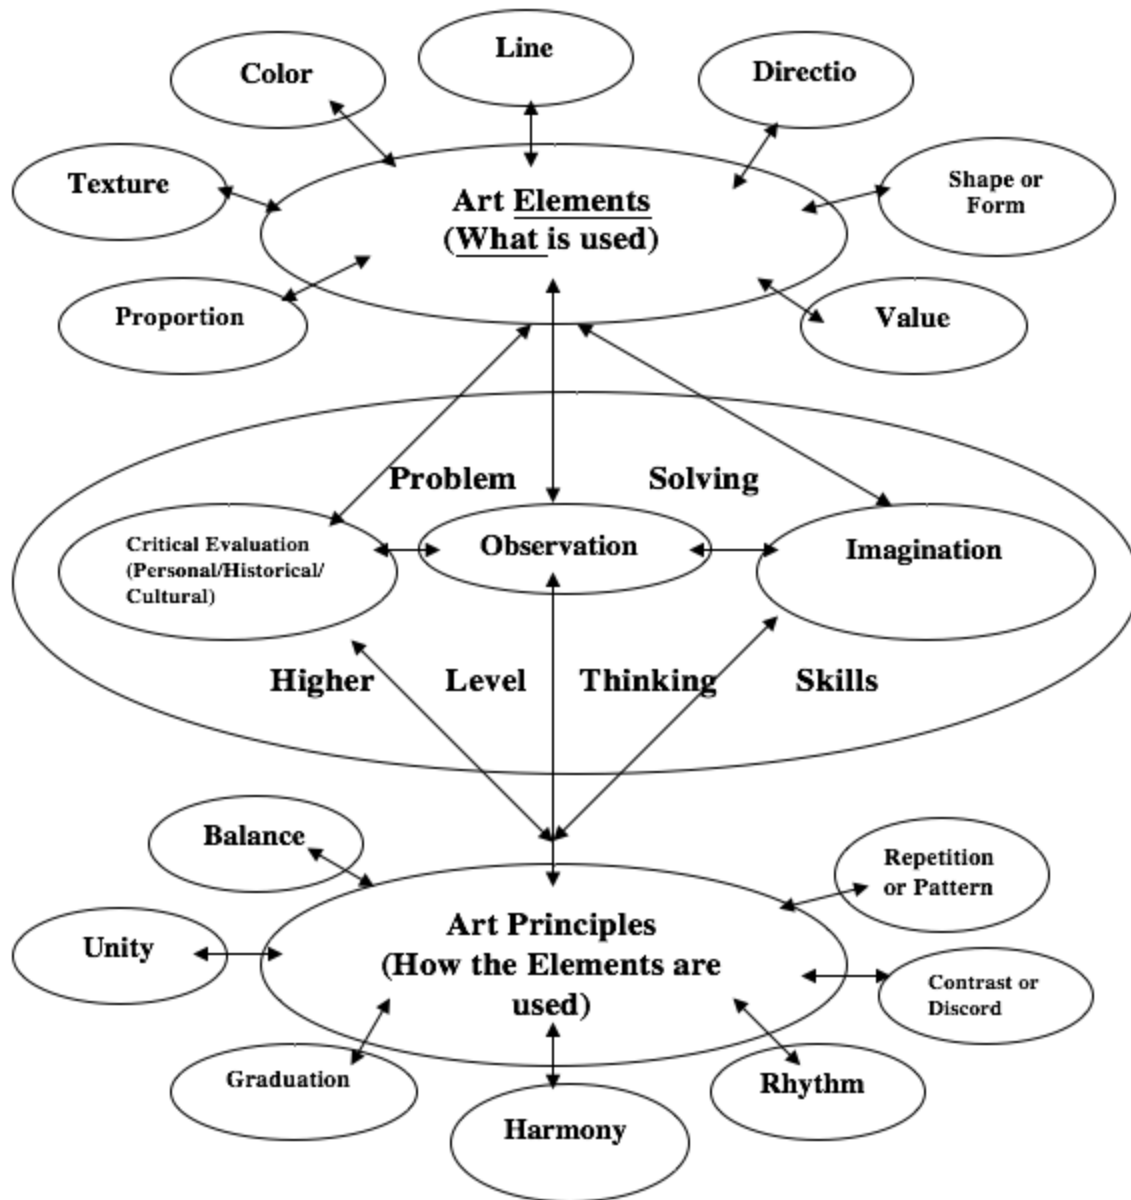 Line
Color
Directio
Texture
Shape or
Form
Art Elements
(What is used)
Proportion
Value
Problem Solving
Critical Evaluation
(Personal/Historical/
Cultural)
Observation
Imagination
Higher Level Thinking Skills
Balance
Repetition
or Pattern
Art Principles
(How the Elements are
used)
Unity
Contrast or
Discord
Graduation
Rhythm
Harmony